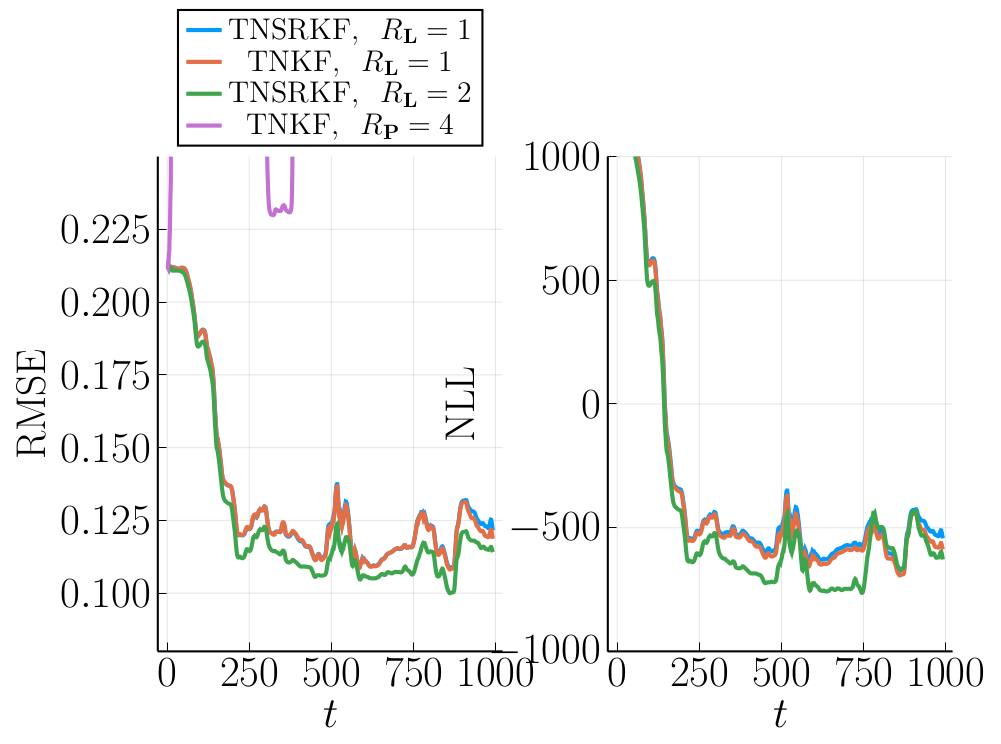 TNSRKF, R_L = 1
TNKF, R_L = 1
TNSRKF, R_L = 2
TNKF, R_P = 4
RMSE
0.225
0.200
0.175
0.150
0.125
0.100
0 250 500 750 1000
t
NLL
1000
500
0
−500
−1000
0 250 500 750 1000
t